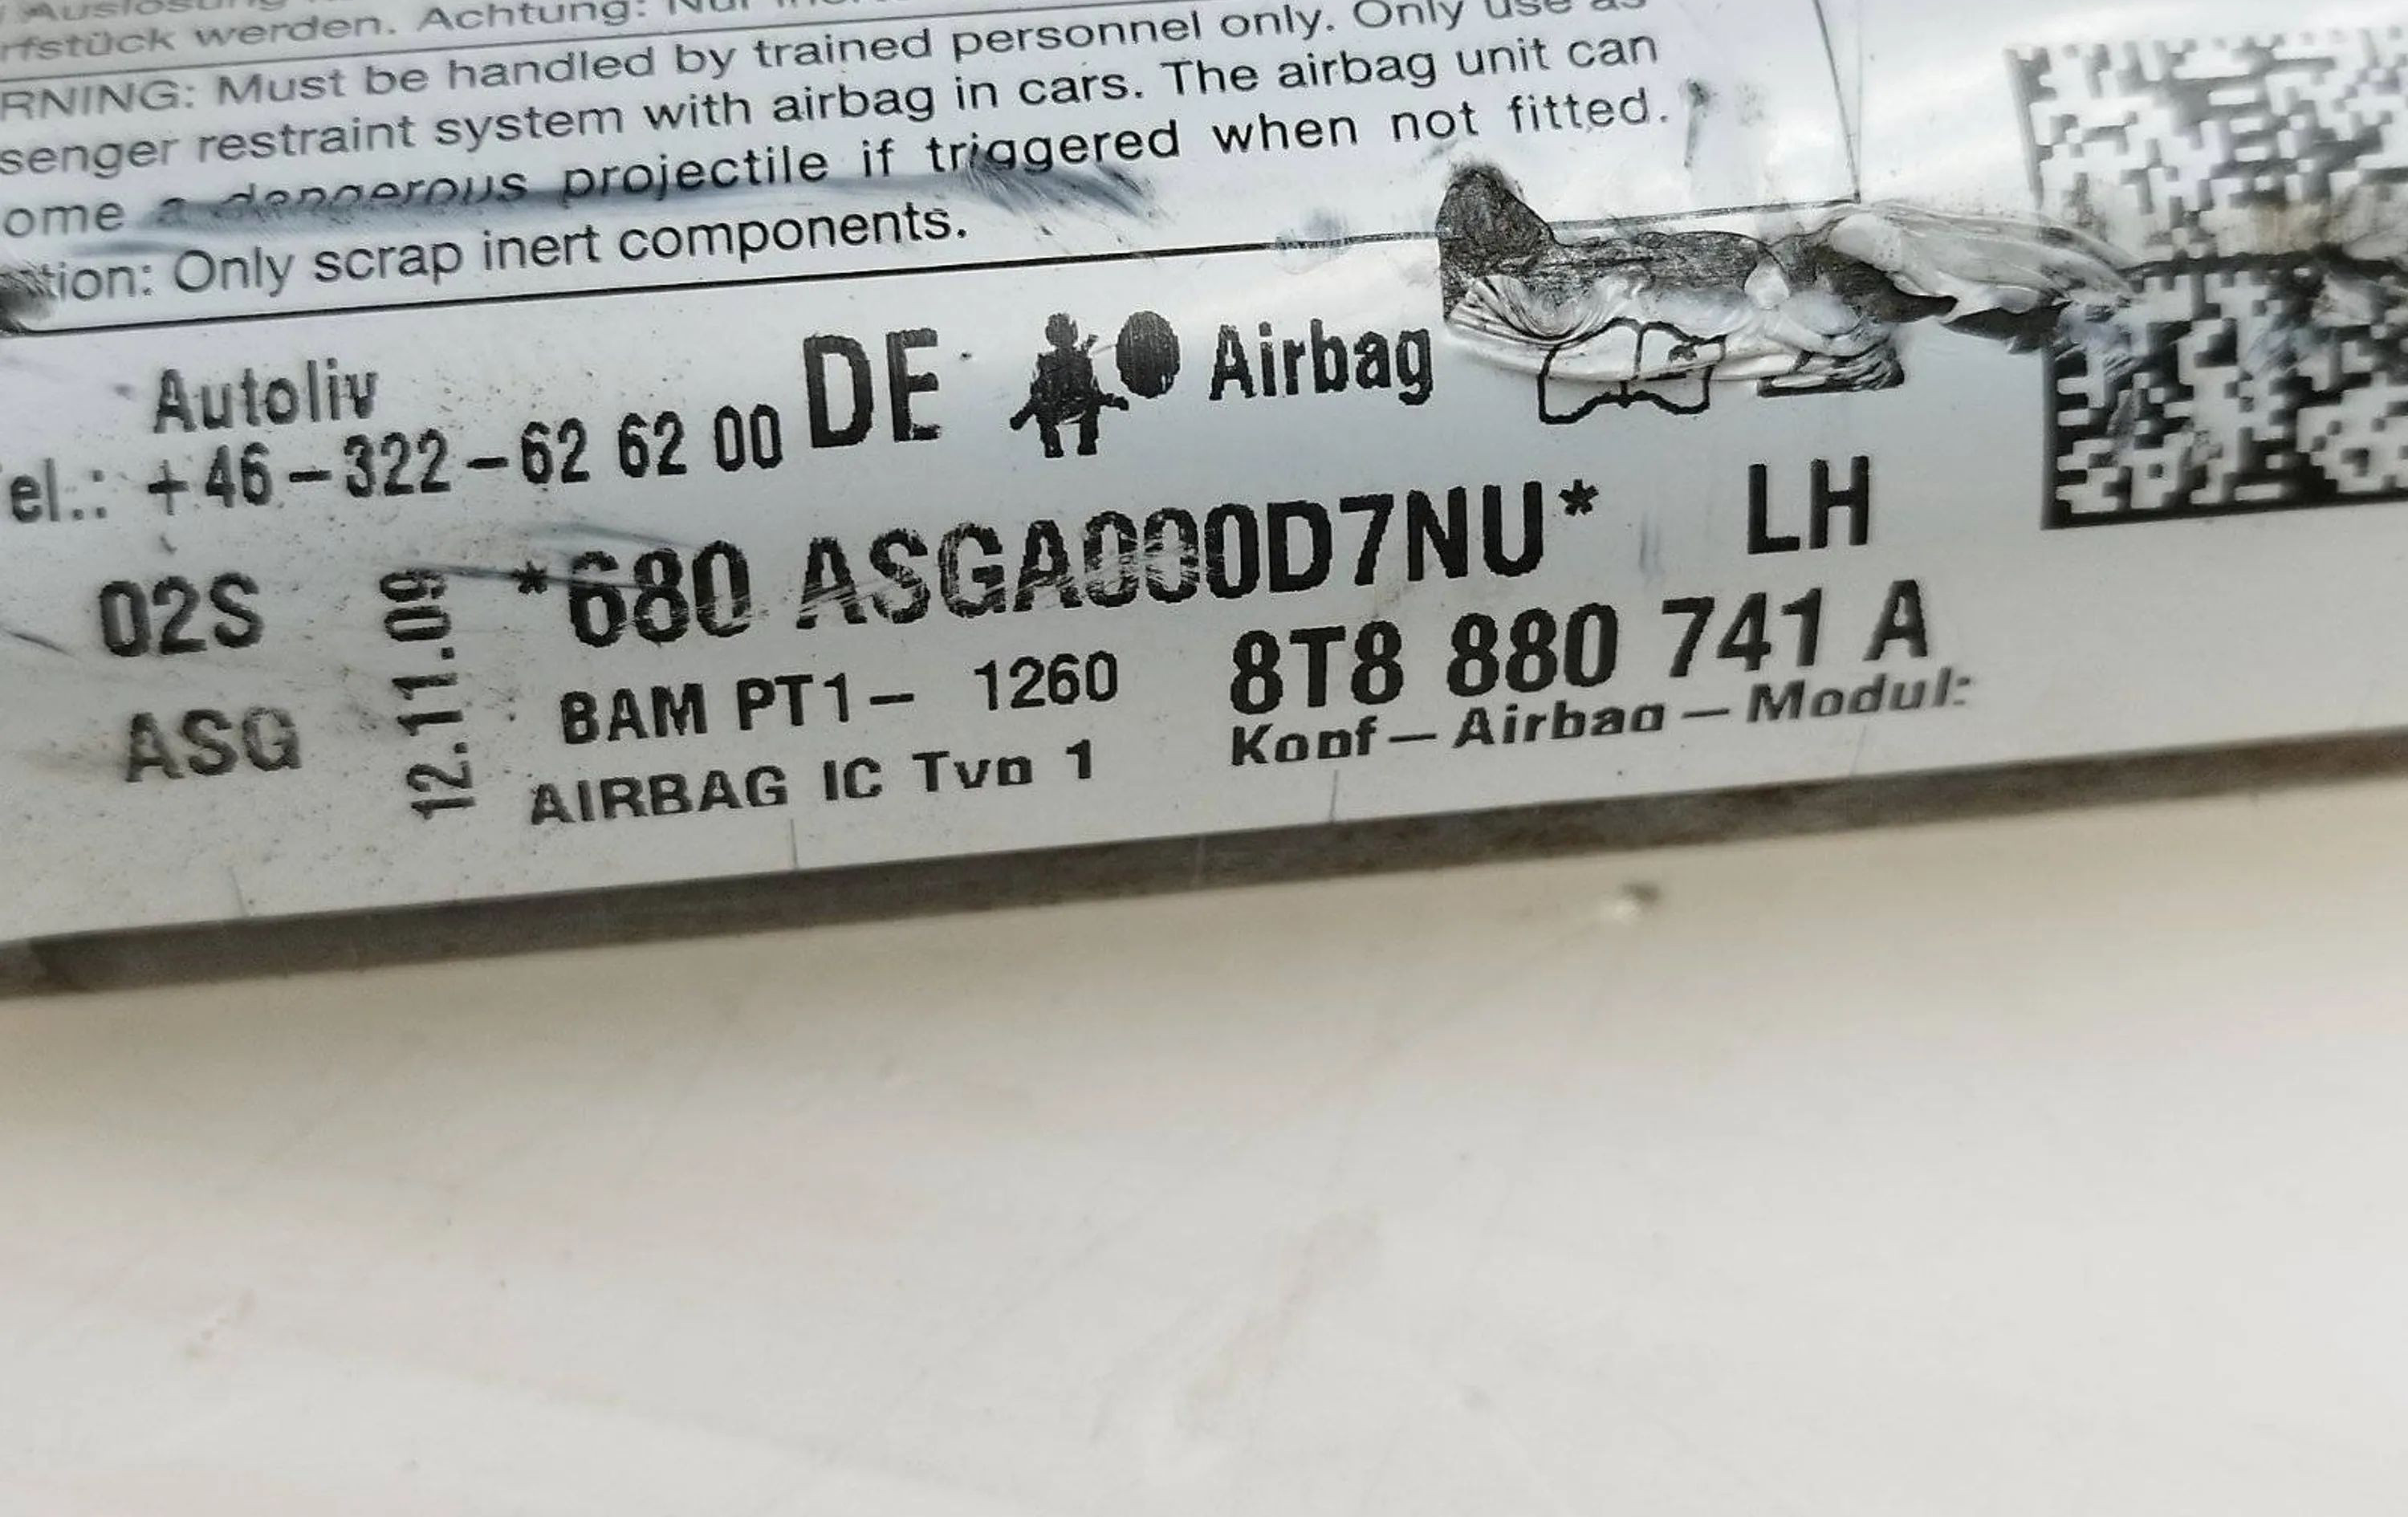 Auslösung
rfstück werden. Achtung: Nur
RNING: Must be handled by trained personnel only. Only use as
senger restraint system with airbag in cars. The airbag unit can
ome a dangerous projectile if triggered when not fitted.
tion: Only scrap inert components.
Autoliv
el.: +46-322-62 62 00
DE
Airbag
02S
ASG
12.11.09
*680 ASGA000D7NU*
LH
BAM PT1- 1260
8T8 880 741 A
AIRBAG IC Typ 1
Kopf-Airbag-Modul: